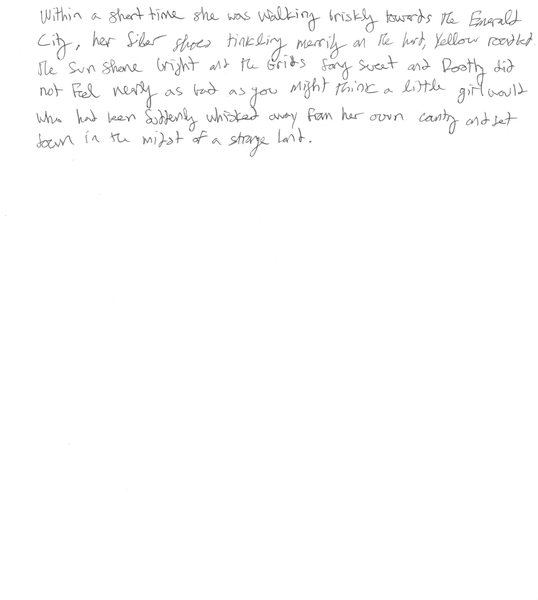 Within a short time she was walking briskly towards the Emerald
City, her Silver shoes tinkling merrily on the hard, Yellow roadbed.
The sun shone bright and the birds sang sweet and Dorothy did
not feel nearly as bad as you might think a little girl would
who had been suddenly whisked away from her own country and set
down in the midst of a strange land.